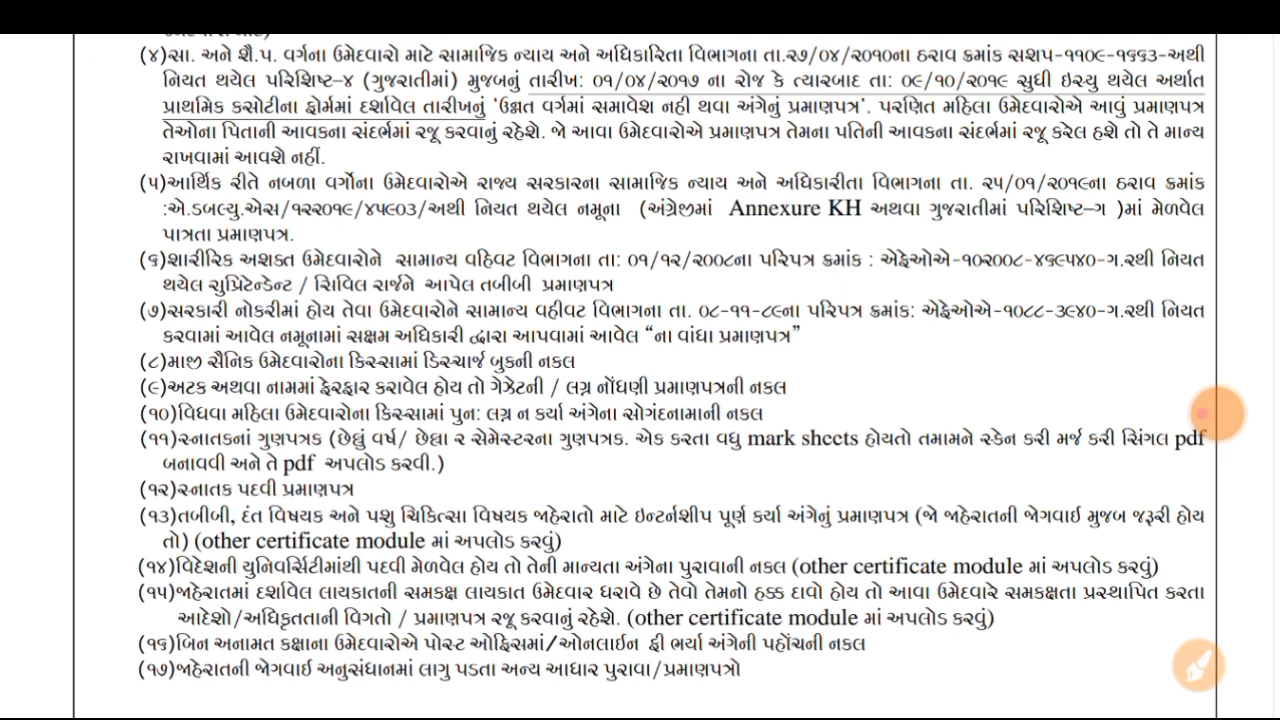 (૪)સા. અને શૈ.પ. વર્ગના ઉમેદવારો માટે સામાજિક ન્યાય અને અધિકારિતા વિભાગના તા.૨૭/૦૪/૨૦૧૦ના ઠરાવ ક્રમાંક સશપ-૧૧૦૯-૧૬૬૩-અથી
નિયત થયેલ પરિશિષ્ટ-૪ (ગુજરાતીમાં) મુજબનું તારીખ: ૦૧/૦૪/૨૦૧૭ ના રોજ કે ત્યારબાદ તા: ૦૯/૧૦/૨૦૧૯ સુધી ઇસ્યુ થયેલ અર્થાત
પ્રાથમિક કસોટીના ફોર્મમાં દર્શાવેલ તારીખનું 'ઉન્નત વર્ગમાં સમાવેશ નહી થવા અંગેનું પ્રમાણપત્ર'. પરણિત મહિલા ઉમેદવારોએ આવું પ્રમાણપત્ર
તેઓના પિતાની આવકના સંદર્ભમાં રજૂ કરવાનું રહેશે. જો આવા ઉમેદવારોએ પ્રમાણપત્ર તેમના પતિની આવકના સંદર્ભમાં રજૂ કરેલ હશે તો તે માન્ય
રાખવામાં આવશે નહીં.
(૫)આર્થિક રીતે નબળા વર્ગોના ઉમેદવારોએ રાજ્ય સરકારના સામાજિક ન્યાય અને અધિકારીતા વિભાગના તા. ૨૫/૦૧/૨૦૧૯ના ઠરાવ ક્રમાંક
:એ.ડબલ્યુ.એસ/૧૨૨૦૧૯/૪૫૯૦૩/અથી નિયત થયેલ નમૂના (અંગ્રેજીમાં Annexure KH અથવા ગુજરાતીમાં પરિશિષ્ટ-ગ )માં મેળવેલ
પાત્રતા પ્રમાણપત્ર.
(૬)શારીરિક અશક્ત ઉમેદવારોને સામાન્ય વહિવટ વિભાગના તા: ૦૧/૧૨/૨૦૦૮ના પરિપત્ર ક્રમાંક : એફેઓએ-૧૦૨૦૦૮-૪૬૯૫૪૦-ગ.૨થી નિયત
થયેલ સુપ્રિટેન્ડેન્ટ / સિવિલ સર્જને આપેલ તબીબી પ્રમાણપત્ર
(૭)સરકારી નોકરીમાં હોય તેવા ઉમેદવારોને સામાન્ય વહીવટ વિભાગના તા. ૦૮-૧૧-૮૯ના પરિપત્ર ક્રમાંક: એફેઓએ-૧૦૮૮-૩૯૪૦-ગ.૨થી નિયત
કરવામાં આવેલ નમૂનામાં સક્ષમ અધિકારી દ્વારા આપવામાં આવેલ “ના વાંધા પ્રમાણપત્ર”
(૮)માજી સૈનિક ઉમેદવારોના કિસ્સામાં ડિસ્ચાર્જ બુકની નકલ
(૯)અટક અથવા નામમાં ફેરફાર કરાવેલ હોય તો ગેઝેટની / લગ્ન નોંધણી પ્રમાણપત્રની નકલ
(૧૦)વિધવા મહિલા ઉમેદવારોના કિસ્સામાં પુન: લગ્ન ન કર્યા અંગેના સોગંદનામાની નકલ
(૧૧)સ્નાતકનાં ગુણપત્રક (છેલ્લું વર્ષ/ છેલ્લા ૨ સેમેસ્ટરના ગુણપત્રક. એક કરતા વધુ mark sheets હોયતો તમામને સ્કેન કરી મર્જ કરી સિંગલ pdf
બનાવવી અને તે pdf અપલોડ કરવી.)
(૧૨)સ્નાતક પદવી પ્રમાણપત્ર
(૧૩)તબીબી, દંત વિષયક અને પશુ ચિકિત્સા વિષયક જાહેરાતો માટે ઇન્ટર્નશીપ પૂર્ણ કર્યા અંગેનું પ્રમાણપત્ર (જો જાહેરાતની જોગવાઈ મુજબ જરૂરી હોય
તો) (other certificate module માં અપલોડ કરવું)
(૧૪)વિદેશની યુનિવર્સિટીમાંથી પદવી મેળવેલ હોય તો તેની માન્યતા અંગેના પુરાવાની નકલ (other certificate module માં અપલોડ કરવું)
(૧૫)જાહેરાતમાં દર્શાવેલ લાયકાતની સમકક્ષ લાયકાત ઉમેદવાર ધરાવે છે તેવો તેમનો હક્ક દાવો હોય તો આવા ઉમેદવારે સમકક્ષતા પ્રસ્થાપિત કરતા
આદેશો/અધિકૃતતાની વિગતો / પ્રમાણપત્ર રજૂ કરવાનું રહેશે. (other certificate module માં અપલોડ કરવું)
(૧૬)બિન અનામત કક્ષાના ઉમેદવારોએ પોસ્ટ ઓફિસમાં/ઓનલાઈન ફી ભર્યા અંગેની પહોંચની નકલ
(૧૭)જાહેરાતની જોગવાઈ અનુસંધાનમાં લાગુ પડતા અન્ય આધાર પુરાવા/પ્રમાણપત્રો